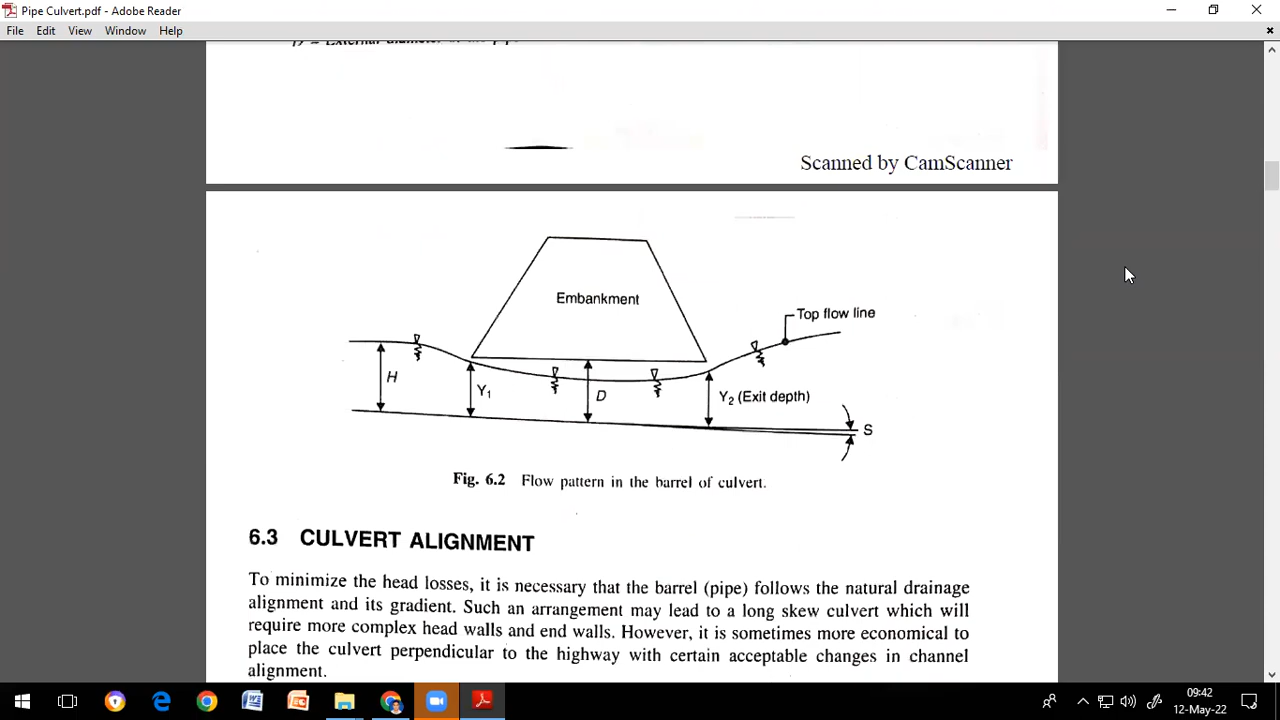 Pipe Culvert.pdf - Adobe Reader
File Edit View Window Help
Scanned by CamScanner
Embankment
Top flow line
H
Y1
D
Y2 (Exit depth)
S
Fig. 6.2 Flow pattern in the barrel of culvert.
6.3 CULVERT ALIGNMENT
To minimize the head losses, it is necessary that the barrel (pipe) follows the natural drainage
alignment and its gradient. Such an arrangement may lead to a long skew culvert which will
require more complex head walls and end walls. However, it is sometimes more economical to
place the culvert perpendicular to the highway with certain acceptable changes in channel
alignment.
09:42
12-May-22